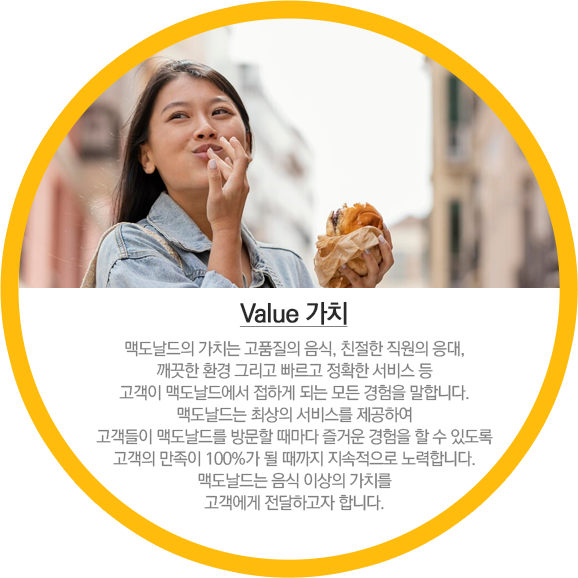 Value 가치
맥도날드의 가치는 고품질의 음식, 친절한 직원의 응대,
깨끗한 환경 그리고 빠르고 정확한 서비스 등
고객이 맥도날드에서 접하게 되는 모든 경험을 말합니다.
맥도날드는 최상의 서비스를 제공하여
고객들이 맥도날드를 방문할 때마다 즐거운 경험을 할 수 있도록
고객의 만족이 100%가 될 때까지 지속적으로 노력합니다.
맥도날드는 음식 이상의 가치를
고객에게 전달하고자 합니다.